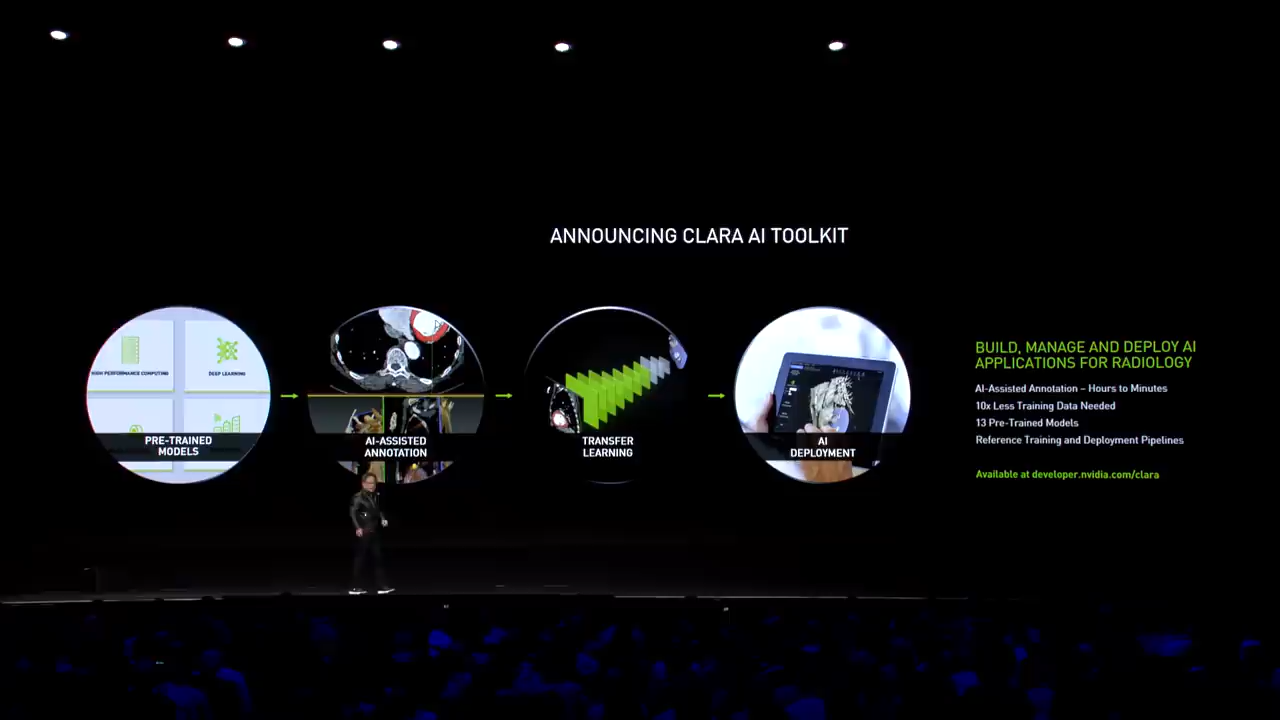 ANNOUNCING CLARA AI TOOLKIT
HIGH PERFORMANCE COMPUTING
DEEP LEARNING
PRE-TRAINED
MODELS
AI-ASSISTED
ANNOTATION
TRANSFER
LEARNING
AI
DEPLOYMENT
BUILD, MANAGE AND DEPLOY AI
APPLICATIONS FOR RADIOLOGY
AI-Assisted Annotation – Hours to Minutes
10x Less Training Data Needed
13 Pre-Trained Models
Reference Training and Deployment Pipelines
Available at developer.nvidia.com/clara